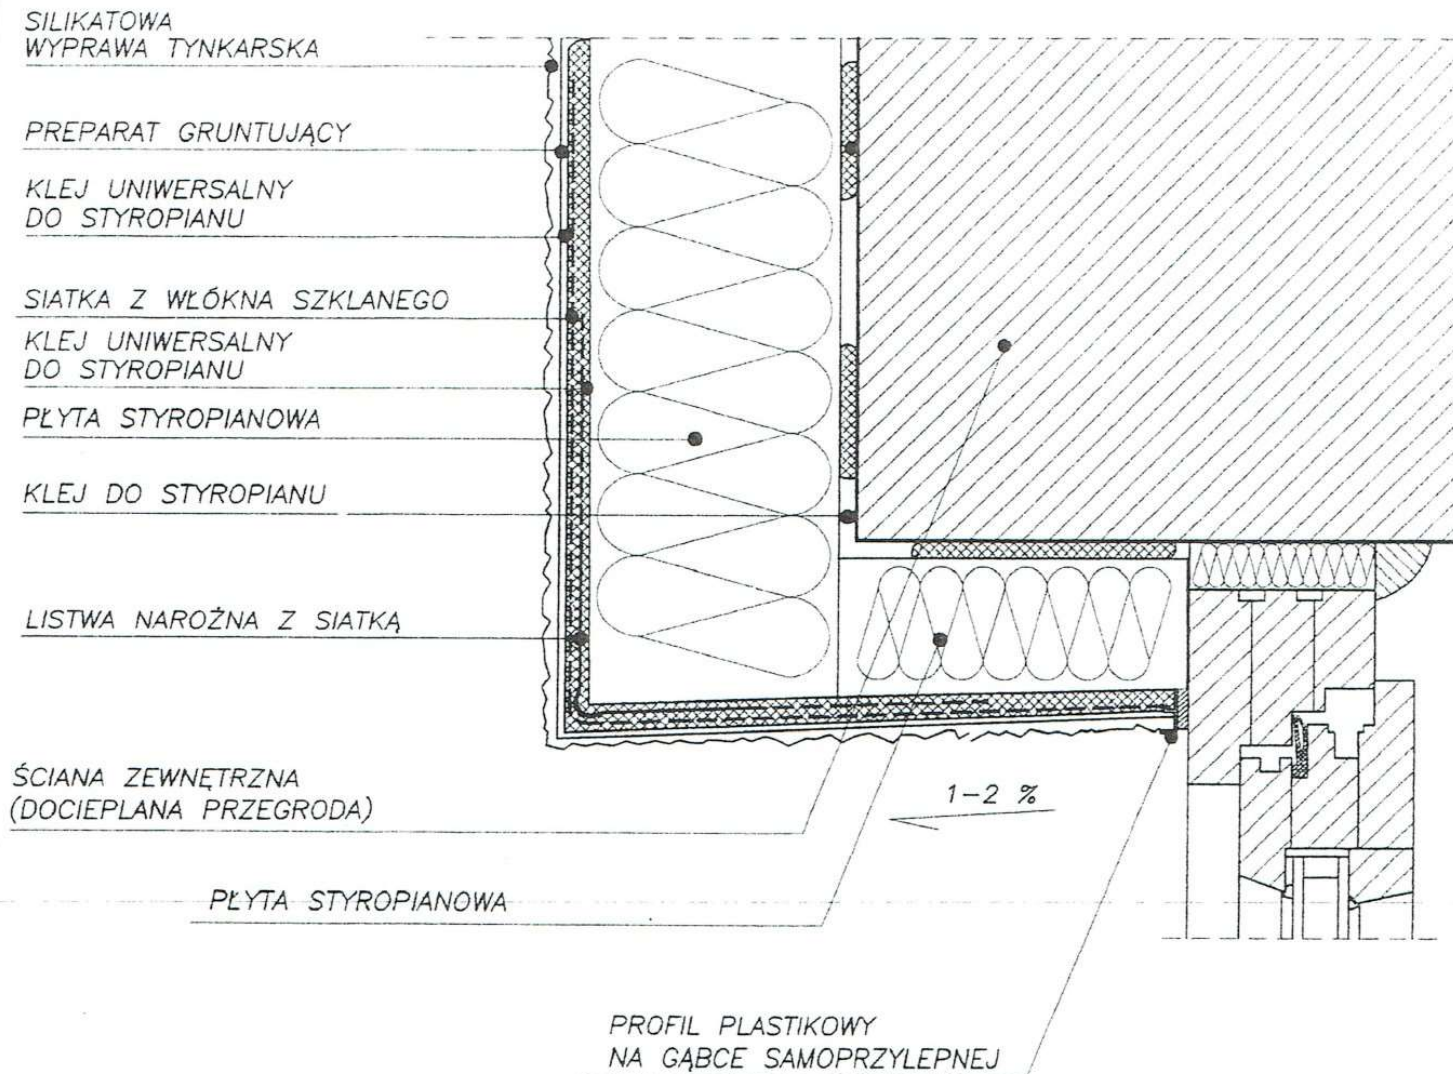 SILIKATOWA
WYPRAWA TYNKARSKA
PREPARAT GRUNTUJĄCY
KLEJ UNIWERSALNY
DO STYROPIANU
SIATKA Z WŁÓKNA SZKLANEGO
KLEJ UNIWERSALNY
DO STYROPIANU
PŁYTA STYROPIANOWA
KLEJ DO STYROPIANU
LISTWA NAROŻNA Z SIATKĄ
ŚCIANA ZEWNĘTRZNA
(DOCIEPLANA PRZEGRODA)
1-2 %
PŁYTA STYROPIANOWA
PROFIL PLASTIKOWY
NA GĄBCE SAMOPRZYLEPNEJ